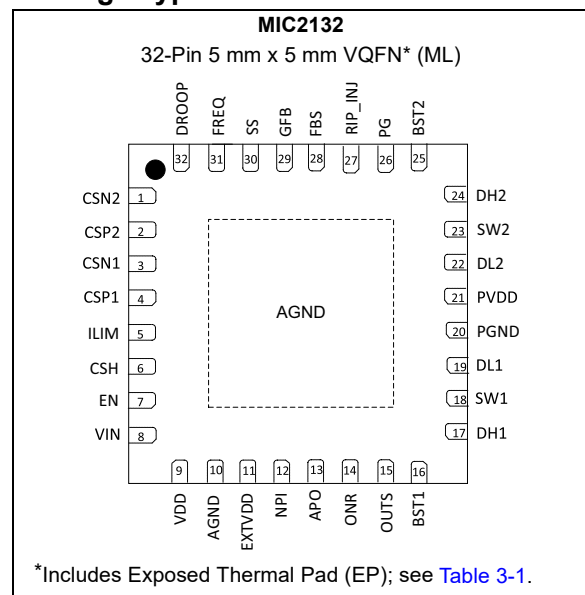 MIC2132
32-Pin 5 mm x 5 mm VQFN* (ML)
DROOP
FREQ
SS
GFB
FBS
RIP_INJ
PG
BST2
32
31
30
29
28
27
26
25
CSN2 1
CSP2 2
CSN1 3
CSP1 4
ILIM 5
CSH 6
EN 7
VIN 8
24 DH2
23 SW2
22 DL2
21 PVDD
20 PGND
19 DL1
18 SW1
17 DH1
AGND
9
10
11
12
13
14
15
16
VDD
AGND
EXTVDD
NPI
APO
ONR
OUTS
BST1
*Includes Exposed Thermal Pad (EP); see Table 3-1.